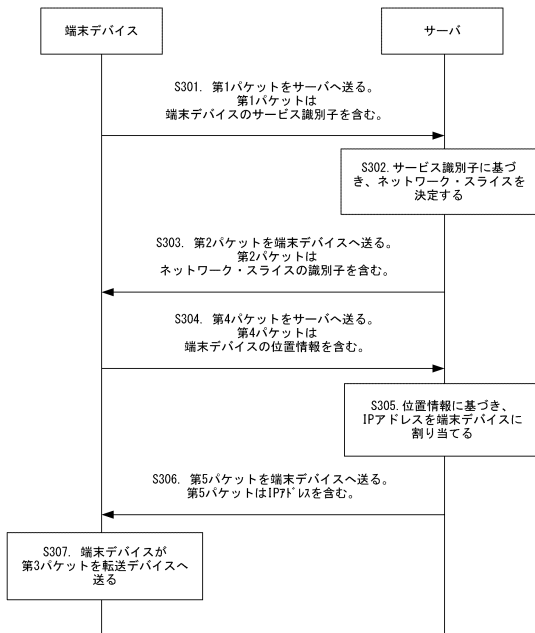 端末デバイス
サーバ
S301. 第1パケットをサーバへ送る。
第1パケットは
端末デバイスのサービス識別子を含む。
S302.サービス識別子に基づ
き、ネットワーク・スライスを
決定する
S303. 第2パケットを端末デバイスへ送る。
第2パケットは
ネットワーク・スライスの識別子を含む。
S304. 第4パケットをサーバへ送る。
第4パケットは
端末デバイスの位置情報を含む。
S305.位置情報に基づき、
IPアドレスを端末デバイスに
割り当てる
S306. 第5パケットを端末デバイスへ送る。
第5パケットはIPｱﾄﾞﾚｽを含む。
S307. 端末デバイスが
第3パケットを転送デバイスへ
送る